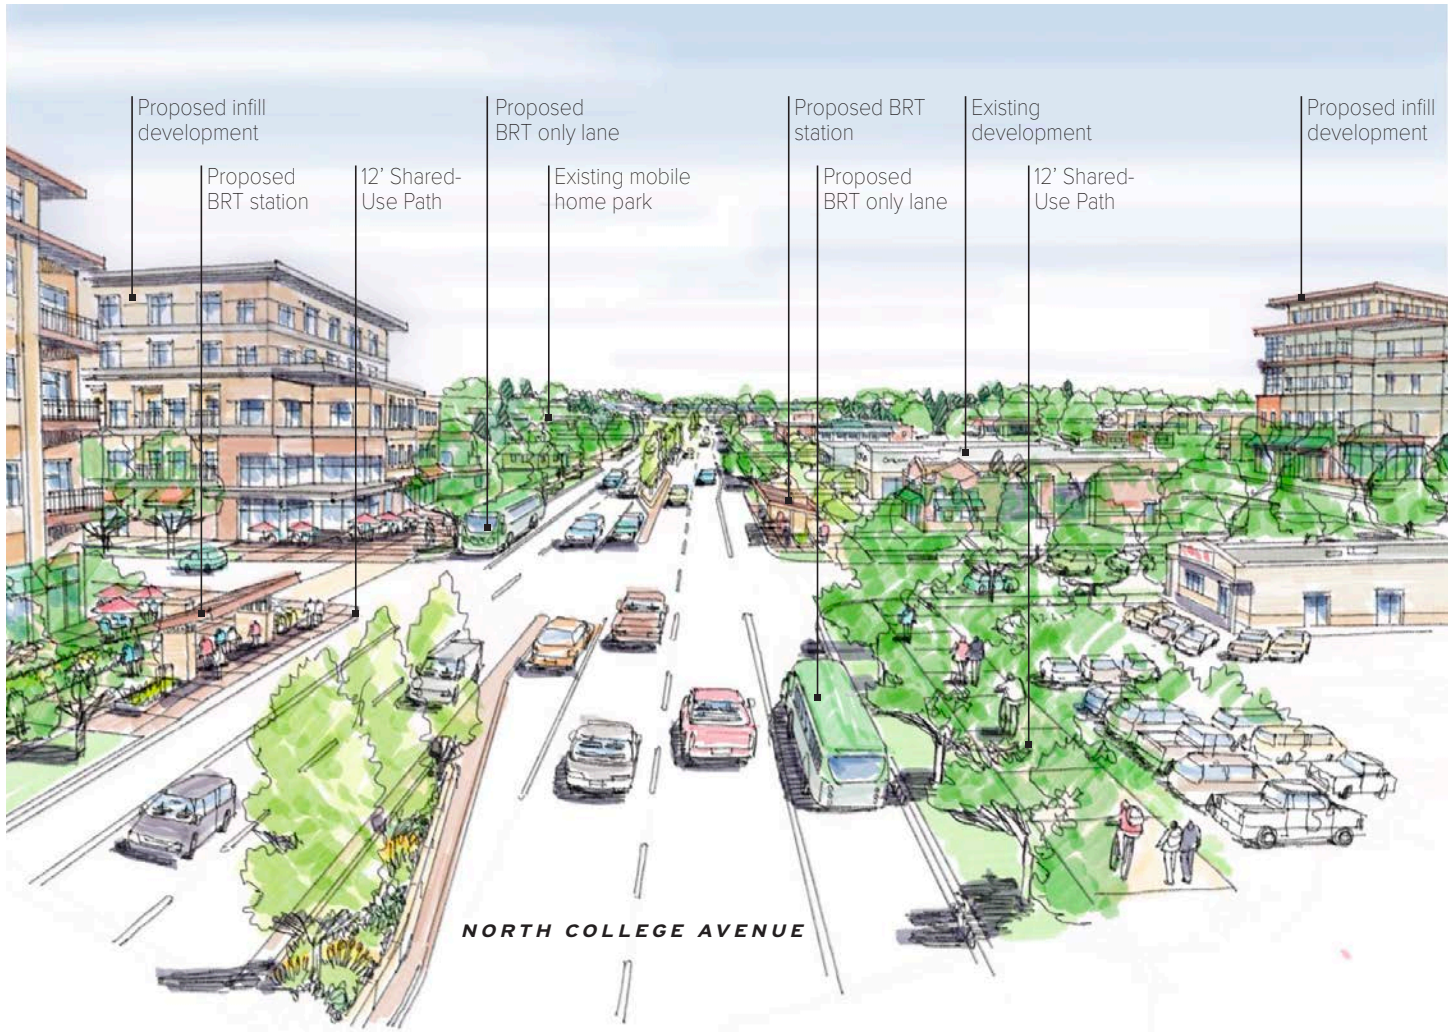 Proposed infill
development
Proposed
BRT only lane
Proposed BRT
station
Existing
development
Proposed infill
development
Proposed
BRT station
12’ Shared-
Use Path
Existing mobile
home park
Proposed
BRT only lane
12’ Shared-
Use Path
NORTH COLLEGE AVENUE